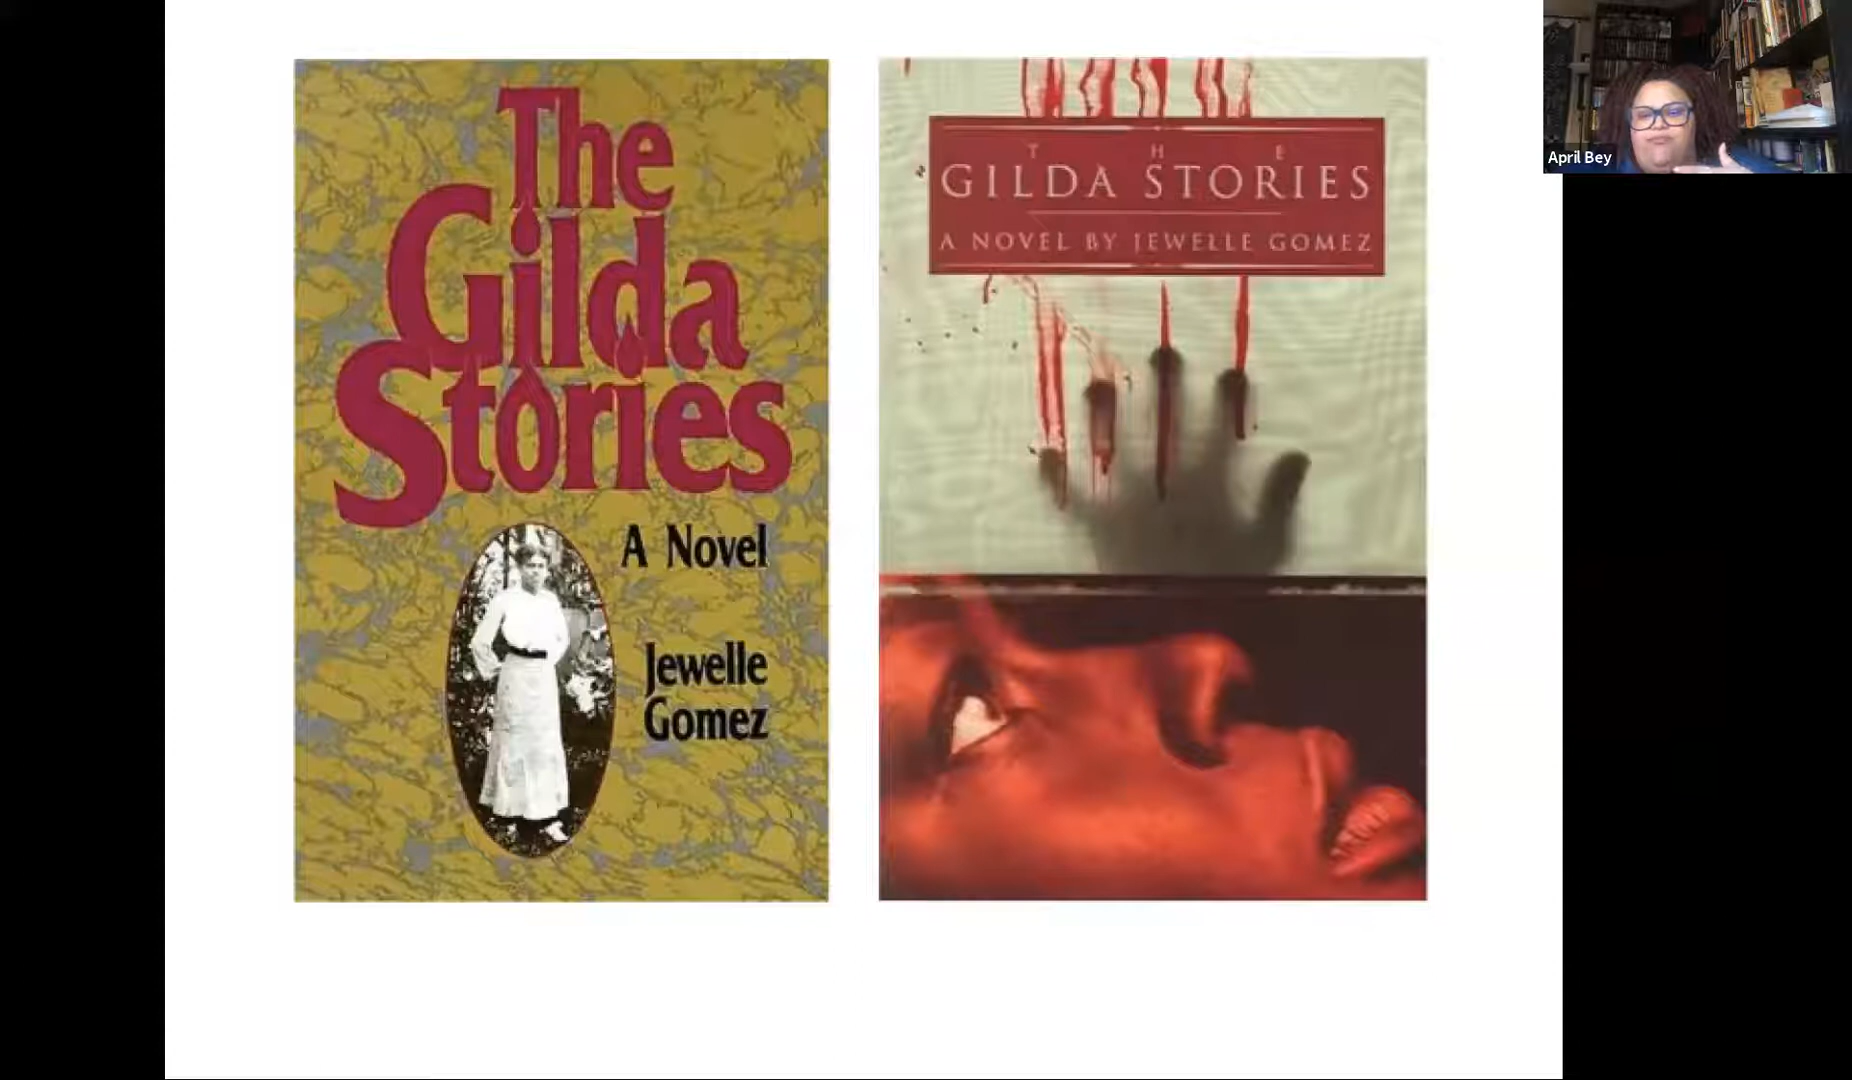 The
Gilda
Stories
A Novel
Jewelle
Gomez
THE
GILDA STORIES
A NOVEL BY JEWELLE GOMEZ
April Bey